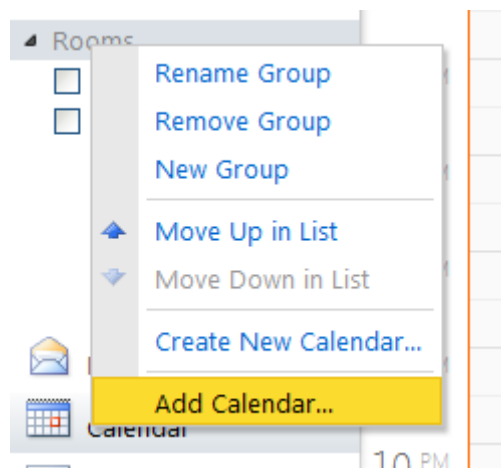 Rooms
Rename Group
Remove Group
New Group
Move Up in List
Move Down in List
Create New Calendar...
Add Calendar...
Calendar
10 PM